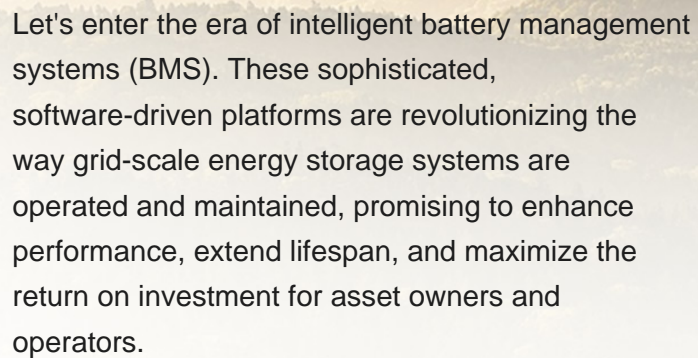 Let's enter the era of intelligent battery management
systems (BMS). These sophisticated,
software-driven platforms are revolutionizing the
way grid-scale energy storage systems are
operated and maintained, promising to enhance
performance, extend lifespan, and maximize the
return on investment for asset owners and
operators.